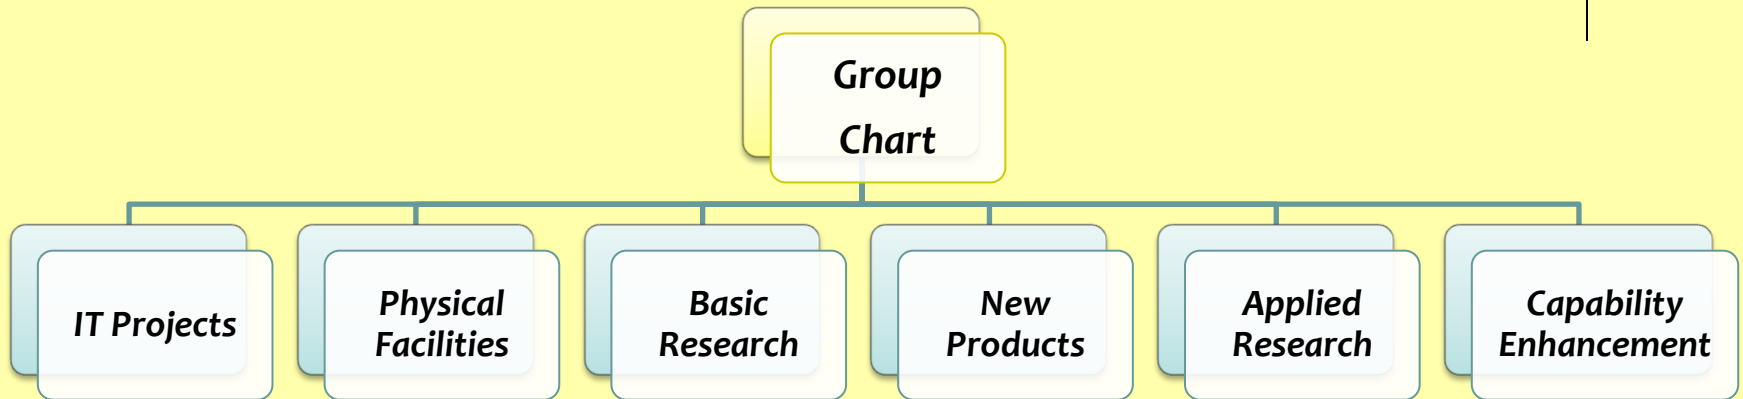 Group
Chart
IT Projects
Physical
Facilities
Basic
Research
New
Products
Applied
Research
Capability
Enhancement